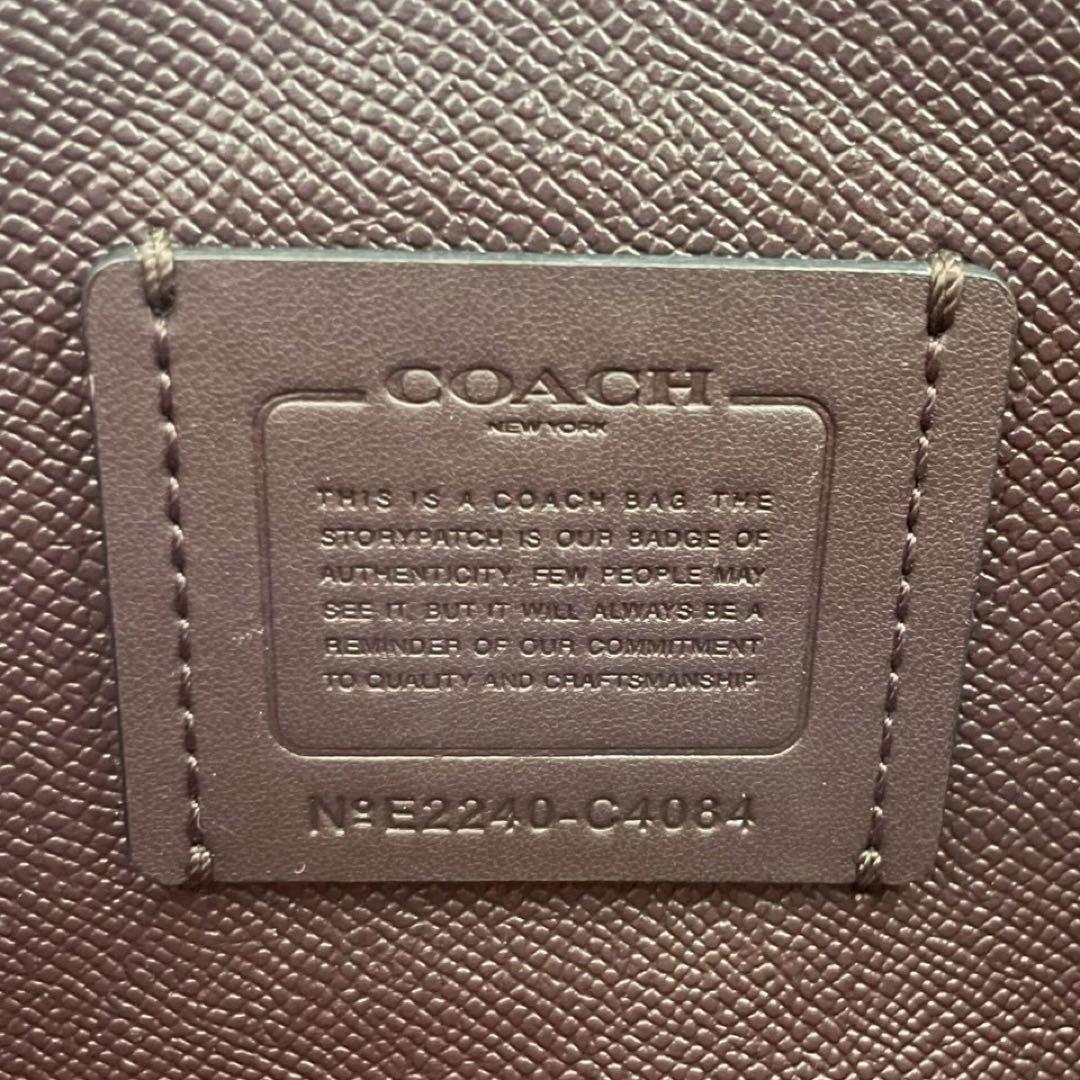 COACH
NEW YORK
THIS IS A COACH BAG. THE
STORYPATCH IS OUR BADGE OF
AUTHENTICITY. FEW PEOPLE MAY
SEE IT, BUT IT WILL ALWAYS BE A
REMINDER OF OUR COMMITMENT
TO QUALITY AND CRAFTSMANSHIP.
Nº E2240-C4084